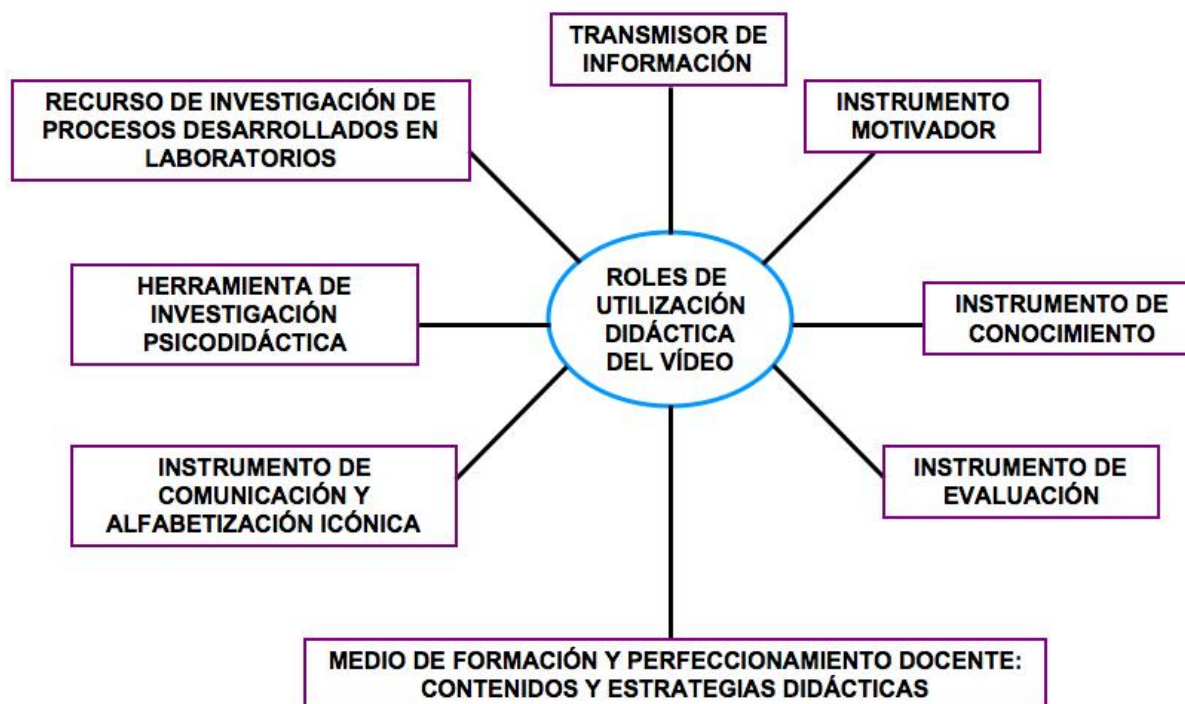 TRANSMISOR DE
INFORMACIÓN
RECURSO DE INVESTIGACIÓN DE
PROCESOS DESARROLLADOS EN
LABORATORIOS
INSTRUMENTO
MOTIVADOR
HERRAMIENTA DE
INVESTIGACIÓN
PSICODIDÁCTICA
ROLES DE
UTILIZACIÓN
DIDÁCTICA
DEL VÍDEO
INSTRUMENTO DE
CONOCIMIENTO
INSTRUMENTO DE
COMUNICACIÓN Y
ALFABETIZACIÓN ICÓNICA
INSTRUMENTO DE
EVALUACIÓN
MEDIO DE FORMACIÓN Y PERFECCIONAMIENTO DOCENTE:
CONTENIDOS Y ESTRATEGIAS DIDÁCTICAS